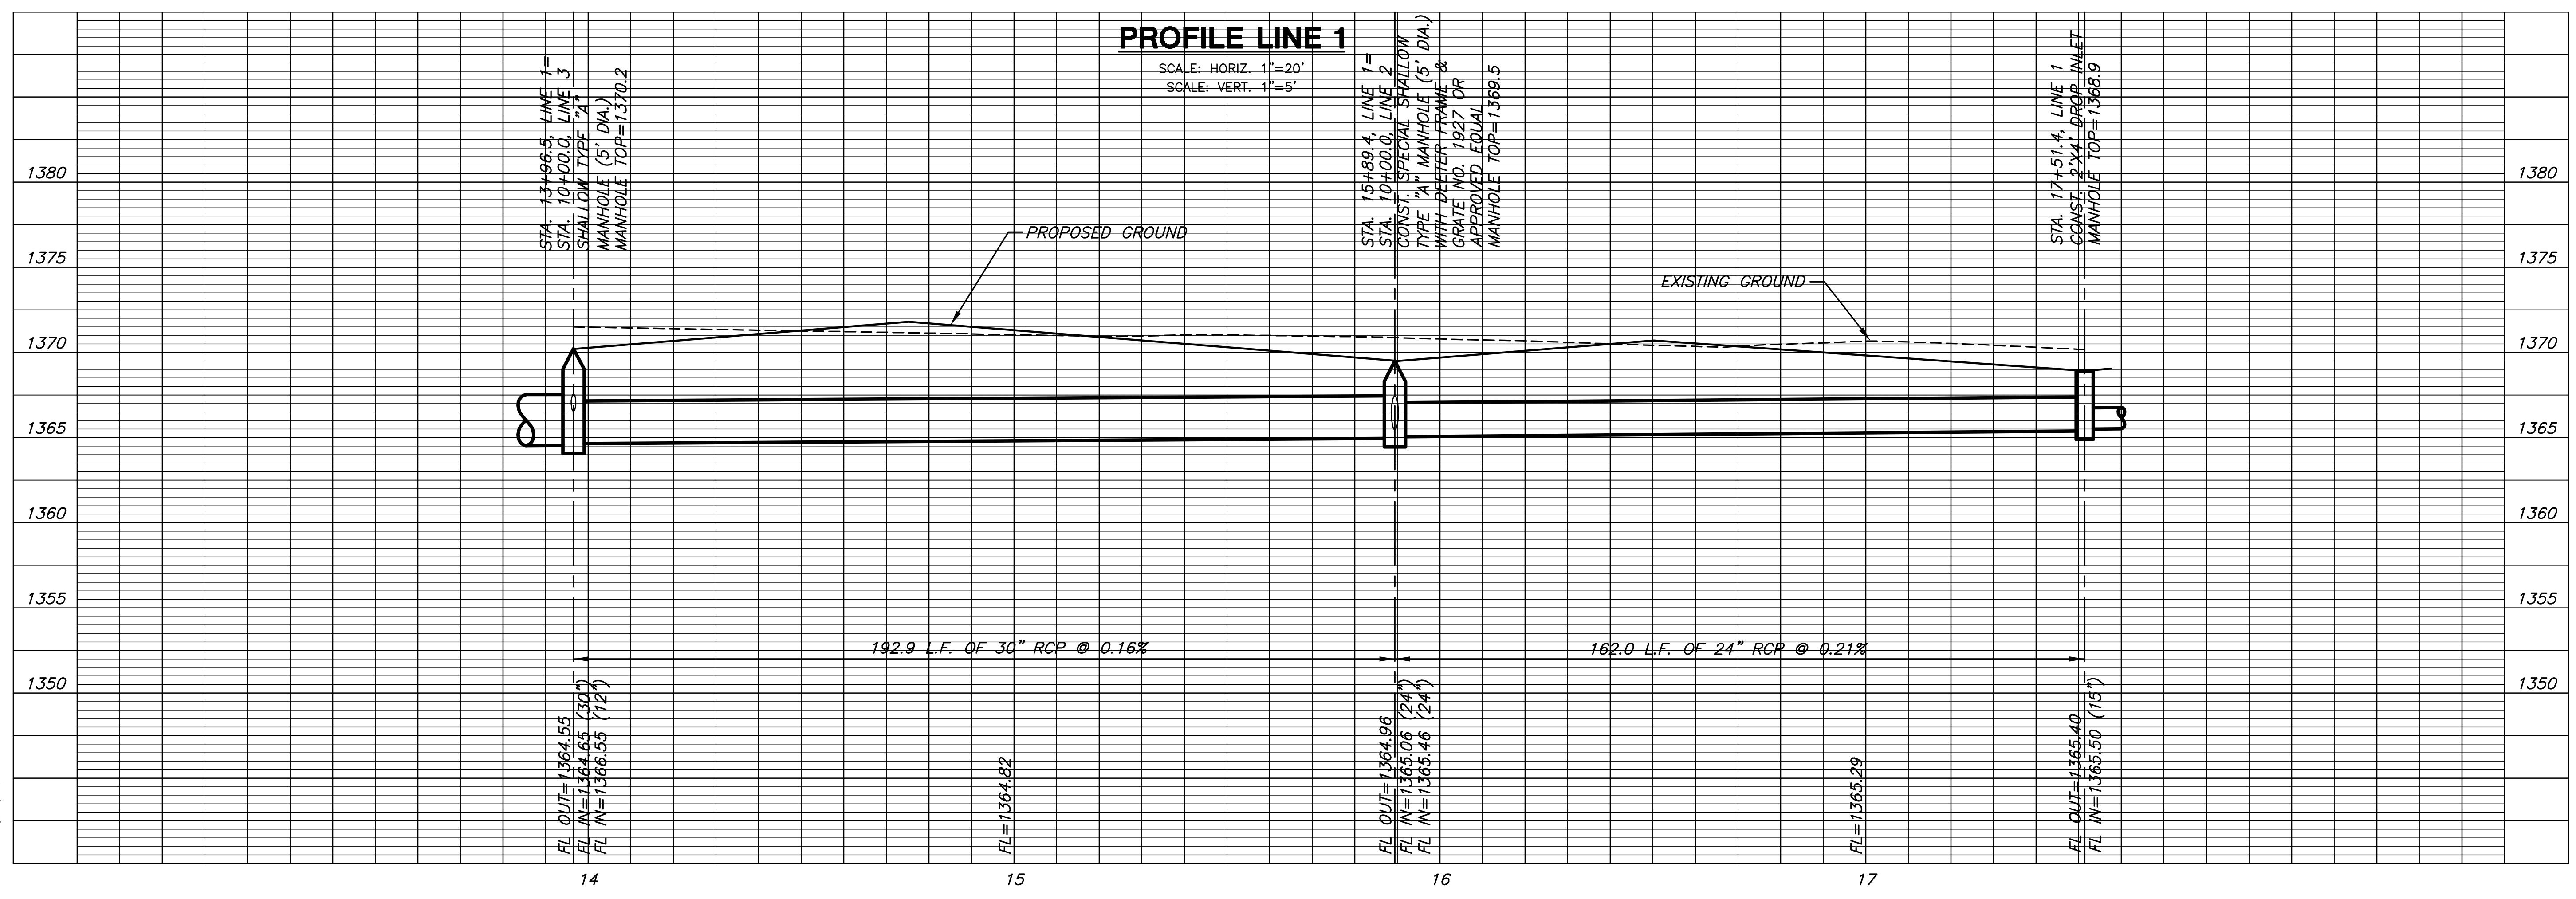 PROFILE LINE 1
SCALE: HORIZ. 1"=20'
SCALE: VERT. 1"=5'
STA. 13+96.5, LINE 1=
STA. 10+00.0, LINE 3
SHALLOW TYPE "A"
MANHOLE (5' DIA.)
MANHOLE TOP=1370.2
STA. 15+89.4, LINE 1=
STA. 10+00.0, LINE 2
CONST. SPECIAL SHALLOW
TYPE "A" MANHOLE (5' DIA.)
WITH DEETER FRAME &
GRATE NO. 1927 OR
APPROVED EQUAL
MANHOLE TOP=1369.5
STA. 17+51.4, LINE 1
CONST. 2'X4' DROP INLET
MANHOLE TOP=1368.9
1380
1380
PROPOSED GROUND
1375
1375
EXISTING GROUND
1370
1370
1365
1365
1360
1360
1355
1355
192.9 L.F. OF 30" RCP @ 0.16%
162.0 L.F. OF 24" RCP @ 0.21%
1350
1350
FL OUT=1364.55
FL IN=1364.65 (30")
FL IN=1366.55 (12")
FL=1364.82
FL OUT=1364.96
FL IN=1365.06 (24")
FL IN=1365.46 (24")
FL=1365.29
FL OUT=1365.40
FL IN=1365.50 (15")
14
15
16
17